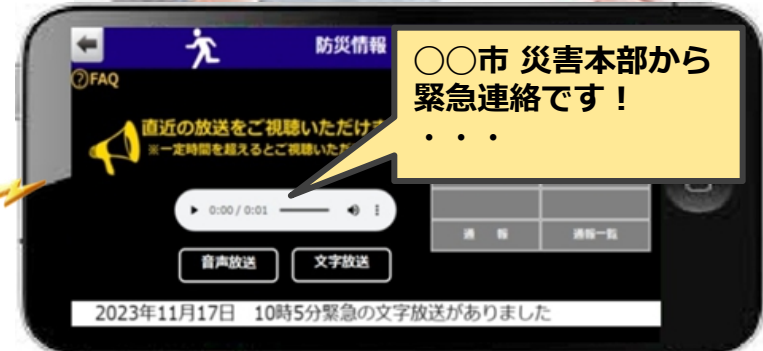 防災情報
○○市 災害本部から
緊急連絡です！
・・・
?FAQ
直近の放送をご視聴いただけま
※一定時間を超えるとご視聴いただ
0:00 / 0:01
通 報
通報一覧
音声放送
文字放送
2023年11月17日 10時5分緊急の文字放送がありました